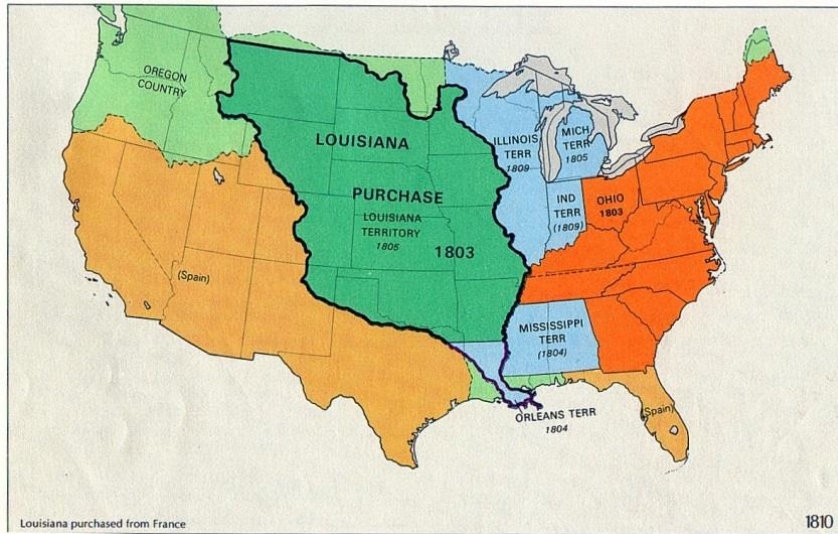 OREGON
COUNTRY
LOUISIANA
PURCHASE
LOUISIANA
TERRITORY
1805
1803
ILLINOIS
TERR
1809
MICH
TERR
1805
IND
TERR
(1809)
OHIO
1803
(Spain)
MISSISSIPPI
TERR
(1804)
ORLEANS TERR
1804
(Spain)
Louisiana purchased from France
1810